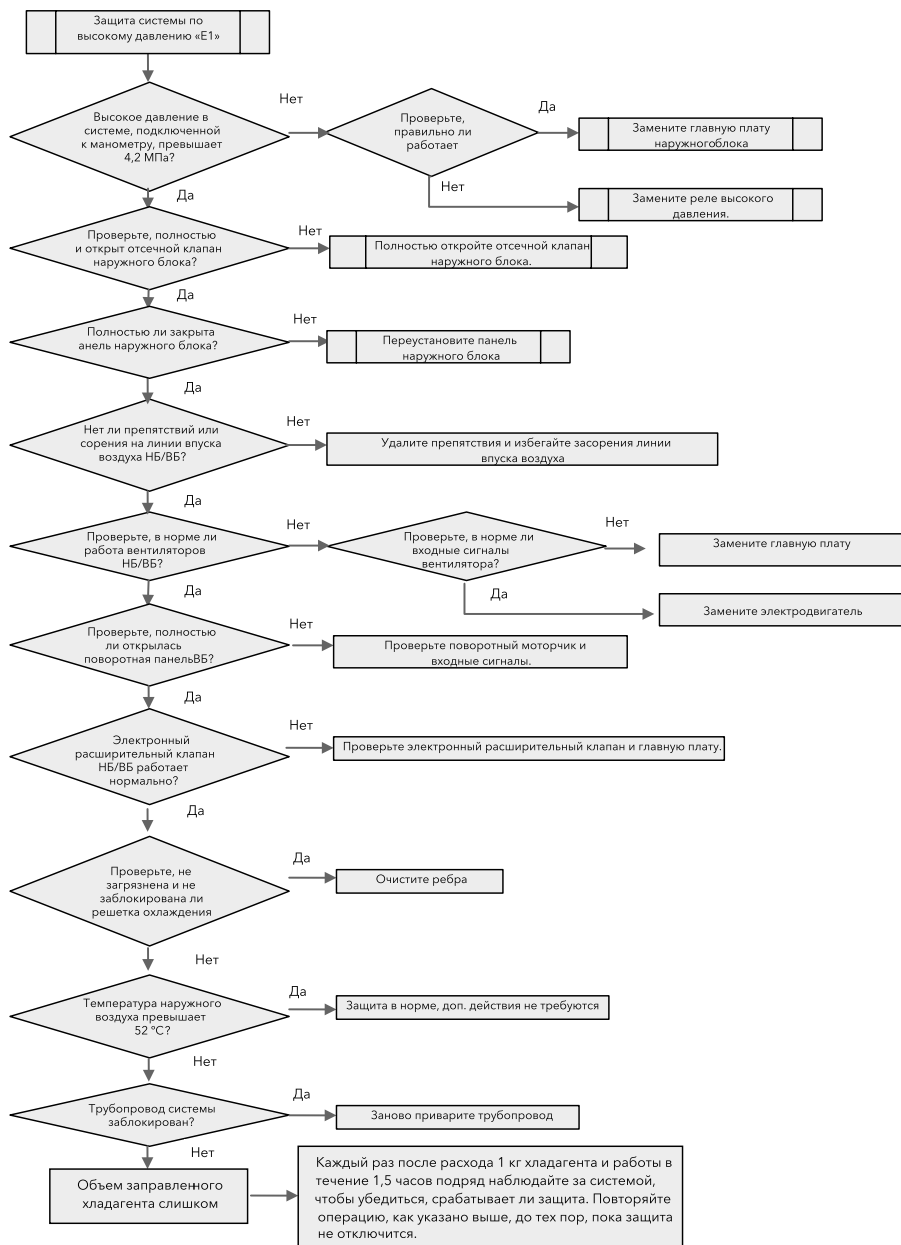 Защита системы по
высокому давлению «E1»
Высокое давление в
системе, подключенной
к манометру, превышает
4,2 МПа?
Нет
Проверьте,
правильно ли
работает
Да
Замените главную плату
наружногоблока
Нет
Замените реле высокого
давления.
Да
Проверьте, полностью
и открыт отсечной клапан
наружного блока?
Нет
Полностью откройте отсечной клапан
наружного блока.
Да
Полностью ли закрыта
анель наружного блока?
Нет
Переустановите панель
наружного блока
Да
Нет ли препятствий или
сорения на линии впуска
воздуха НБ/ВБ?
Нет
Удалите препятствия и избегайте засорения линии
впуска воздуха
Да
Проверьте, в норме ли
работа вентиляторов
НБ/ВБ?
Нет
Проверьте, в норме ли
входные сигналы
вентилятора?
Нет
Замените главную плату
Да
Замените электродвигатель
Да
Проверьте, полностью
ли открылась
поворотная панельВБ?
Нет
Проверьте поворотный моторчик и
входные сигналы.
Да
Электронный
расширительный клапан
НБ/ВБ работает
нормально?
Нет
Проверьте электронный расширительный клапан и главную плату.
Да
Проверьте, не
загрязнена и не
заблокирована ли
решетка охлаждения
Да
Очистите ребра
Нет
Температура наружного
воздуха превышает
52 °C?
Да
Защита в норме, доп. действия не требуются
Нет
Трубопровод системы
заблокирован?
Да
Заново приварите трубопровод
Нет
Объем заправленного
хладагента слишком
Каждый раз после расхода 1 кг хладагента и работы в
течение 1,5 часов подряд наблюдайте за системой,
чтобы убедиться, срабатывает ли защита. Повторяйте
операцию, как указано выше, до тех пор, пока защита
не отключится.